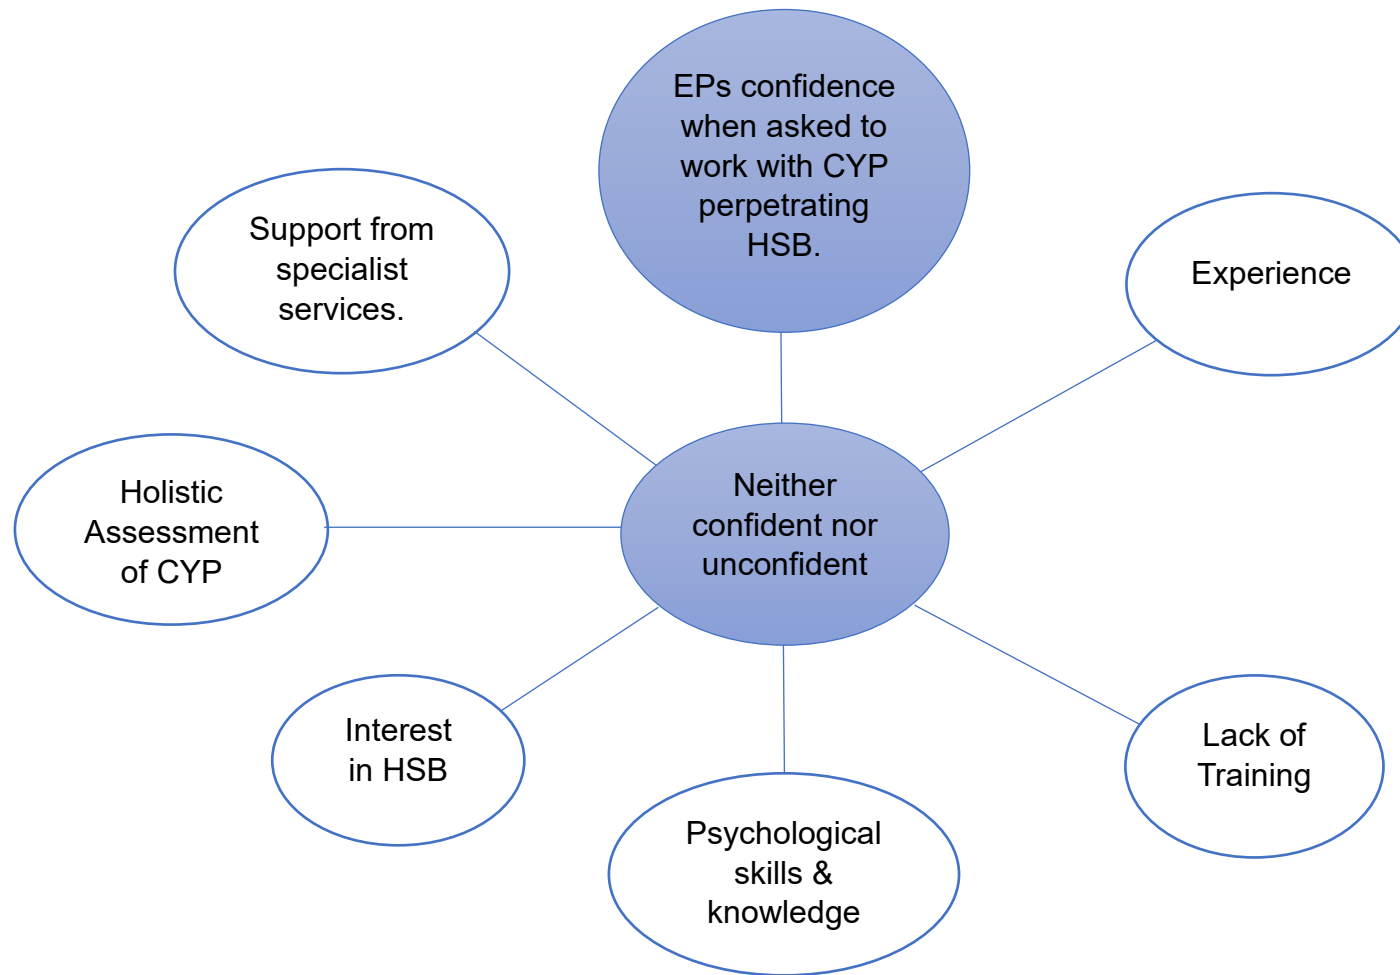 EPs confidence
when asked to
work with CYP
perpetrating
HSB.
Support from
specialist
services.
Experience
Holistic
Assessment
of CYP
Neither
confident nor
unconfident
Interest
in HSB
Lack of
Training
Psychological
skills &
knowledge